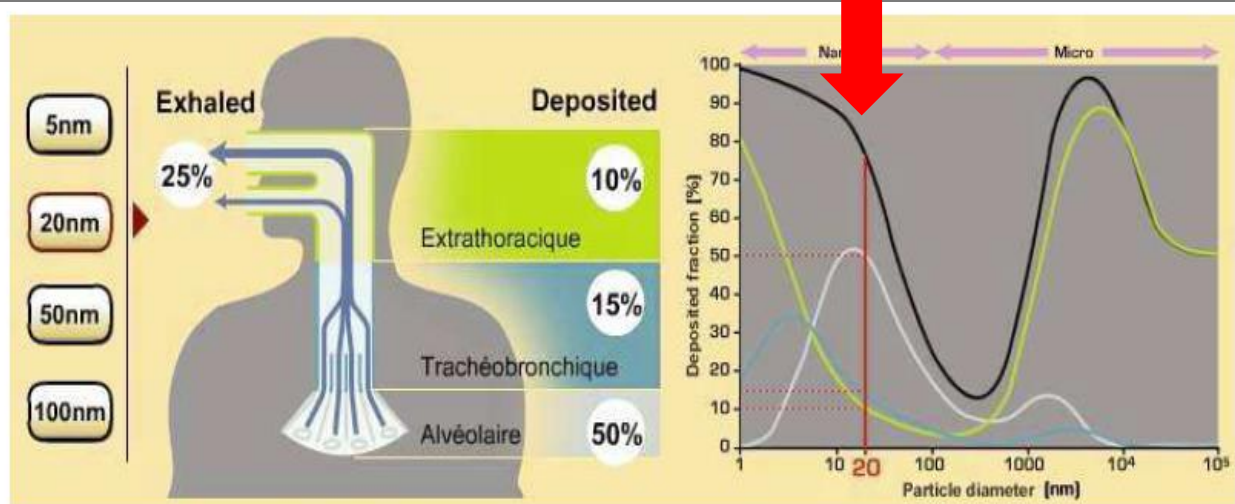 5nm
20nm
50nm
100nm
Exhaled
25%
Deposited
10%
Extrathoracique
15%
Trachéobronchique
Alvéolaire
50%
Micro
Deposited fraction [%]
100
90
80
70
60
50
40
30
20
10
0
1
10
20
100
1000
10⁴
10⁵
Particle diameter [nm]